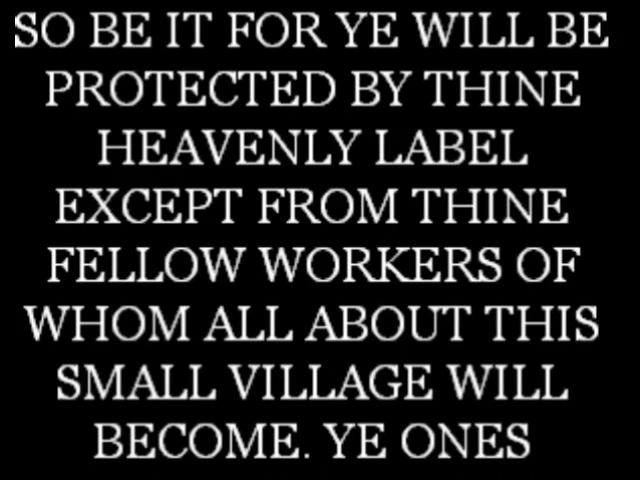 SO BE IT FOR YE WILL BE
PROTECTED BY THINE
HEAVENLY LABEL
EXCEPT FROM THINE
FELLOW WORKERS OF
WHOM ALL ABOUT THIS
SMALL VILLAGE WILL
BECOME. YE ONES